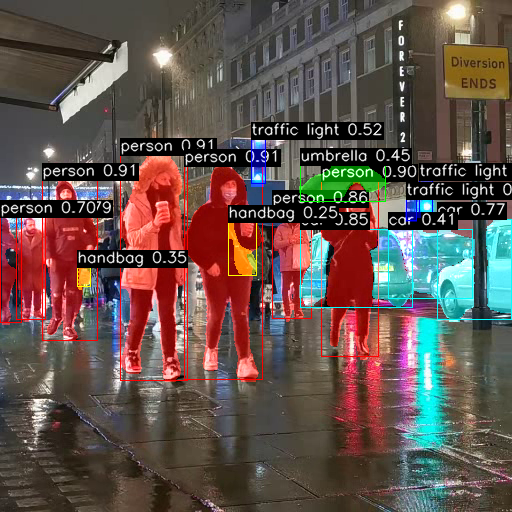 FOREVER 2
Diversion
ENDS
traffic light 0.52
person 0.91
person 0.91
umbrella 0.45
person 0.91
person 0.90
traffic light
traffic light 0
person 0.86
person 0.7079
handbag 0.25
0.85
car 0.41
car 0.77
handbag 0.35